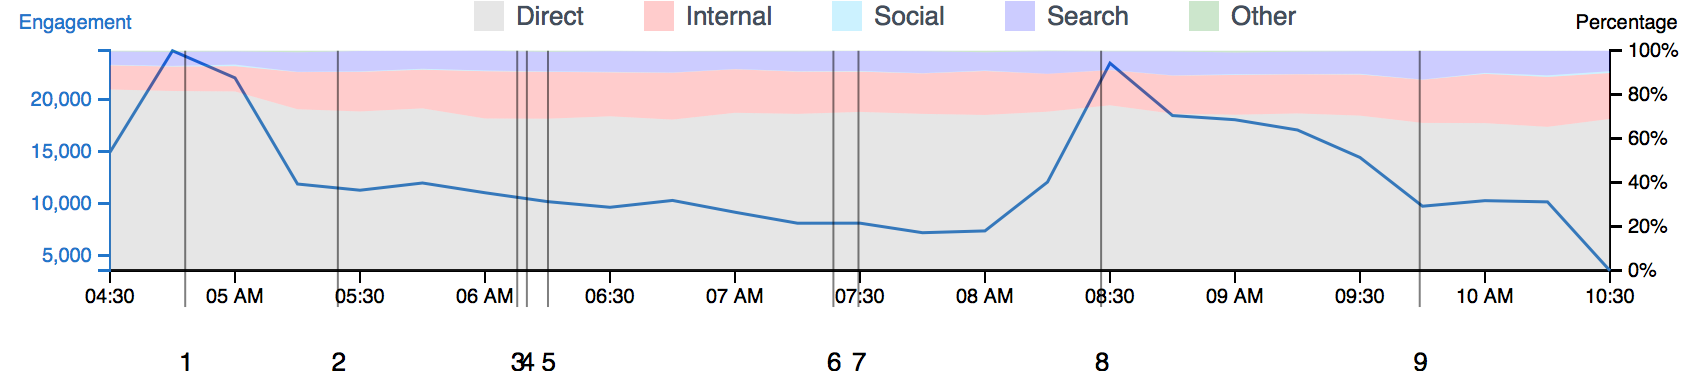 Engagement
Direct Internal Social Search Other
Percentage
20,000
15,000
10,000
5,000
100%
80%
60%
40%
20%
0%
04:30 05 AM 05:30 06 AM 06:30 07 AM 07:30 08 AM 08:30 09 AM 09:30 10 AM 10:30
1 2 3 4 5 6 7 8 9